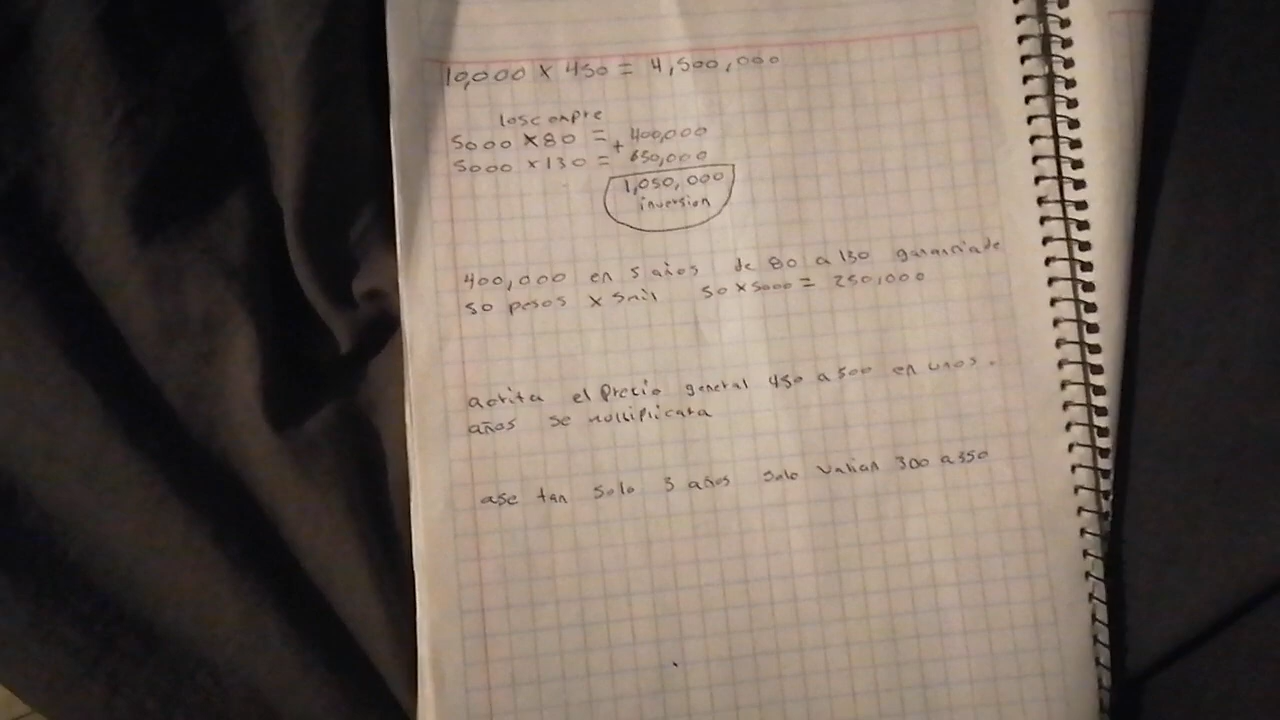 10,000 x 450 = 4,500,000
los compre
5000 x 80 = 400,000
+
5000 x 130 = 650,000
1,050,000
inversion
400,000 en 5 años de 80 a 130 ganancia de
50 pesos x 5mil 50 x 5000 = 250,000
aorita el Precio general 450 a 500 en unos.
años se multiplicara
ase tan solo 3 años solo valian 300 a 350